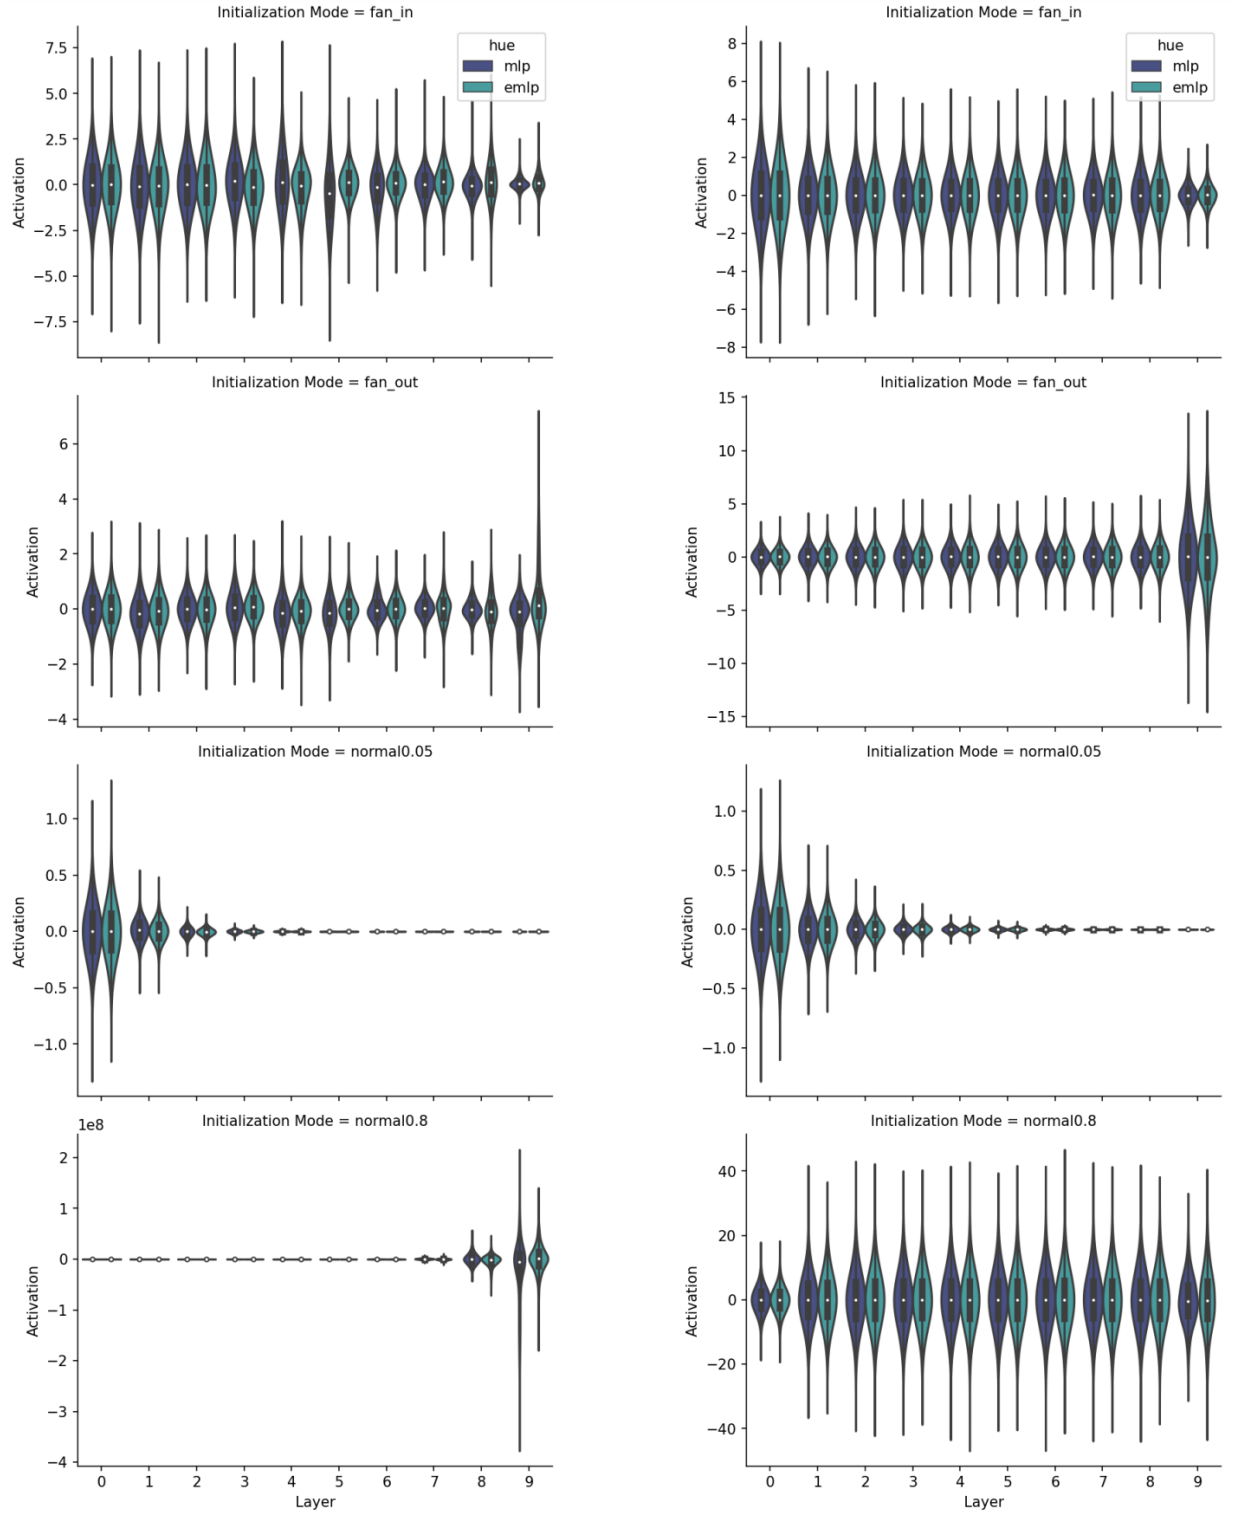 Initialization Mode = fan_in
7.5
5.0
2.5
0.0
−2.5
−5.0
−7.5
Activation
hue
mlp
emlp
Initialization Mode = fan_in
8
6
4
2
0
−2
−4
−6
−8
Activation
hue
mlp
emlp
Initialization Mode = fan_out
6
4
2
0
−2
−4
Activation
Initialization Mode = fan_out
15
10
5
0
−5
−10
−15
Activation
Initialization Mode = normal0.05
1.0
0.5
0.0
−0.5
−1.0
Activation
Initialization Mode = normal0.05
1.0
0.5
0.0
−0.5
−1.0
Activation
Initialization Mode = normal0.8
1e8
2
1
0
−1
−2
−3
−4
Activation
0 1 2 3 4 5 6 7 8 9
Layer
Initialization Mode = normal0.8
40
20
0
−20
−40
Activation
0 1 2 3 4 5 6 7 8 9
Layer